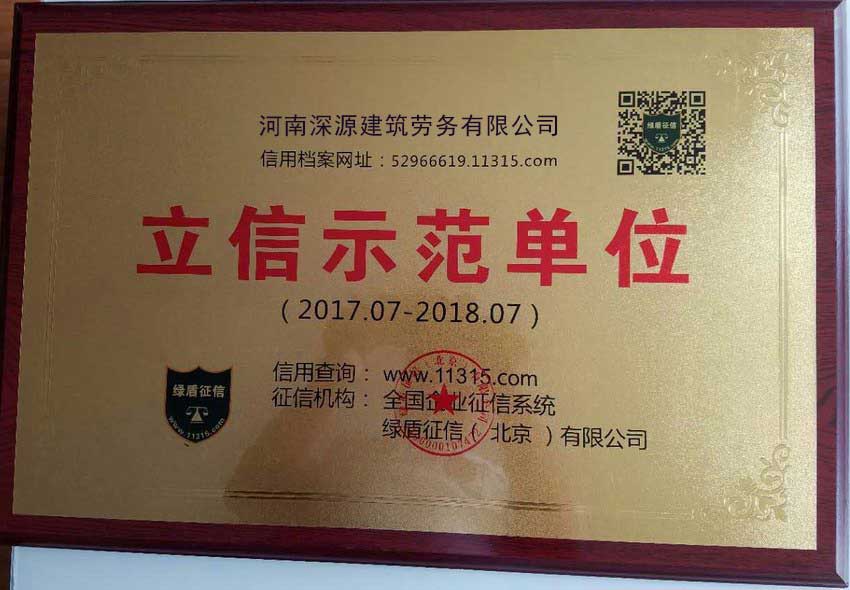 河南深源建筑劳务有限公司
信用档案网址：52966619.11315.com
绿盾征信
立信示范单位
（2017.07-2018.07）
绿盾征信
www.11315.com
信用查询：www.11315.com
征信机构：全国企业征信系统
绿盾征信（北京）有限公司